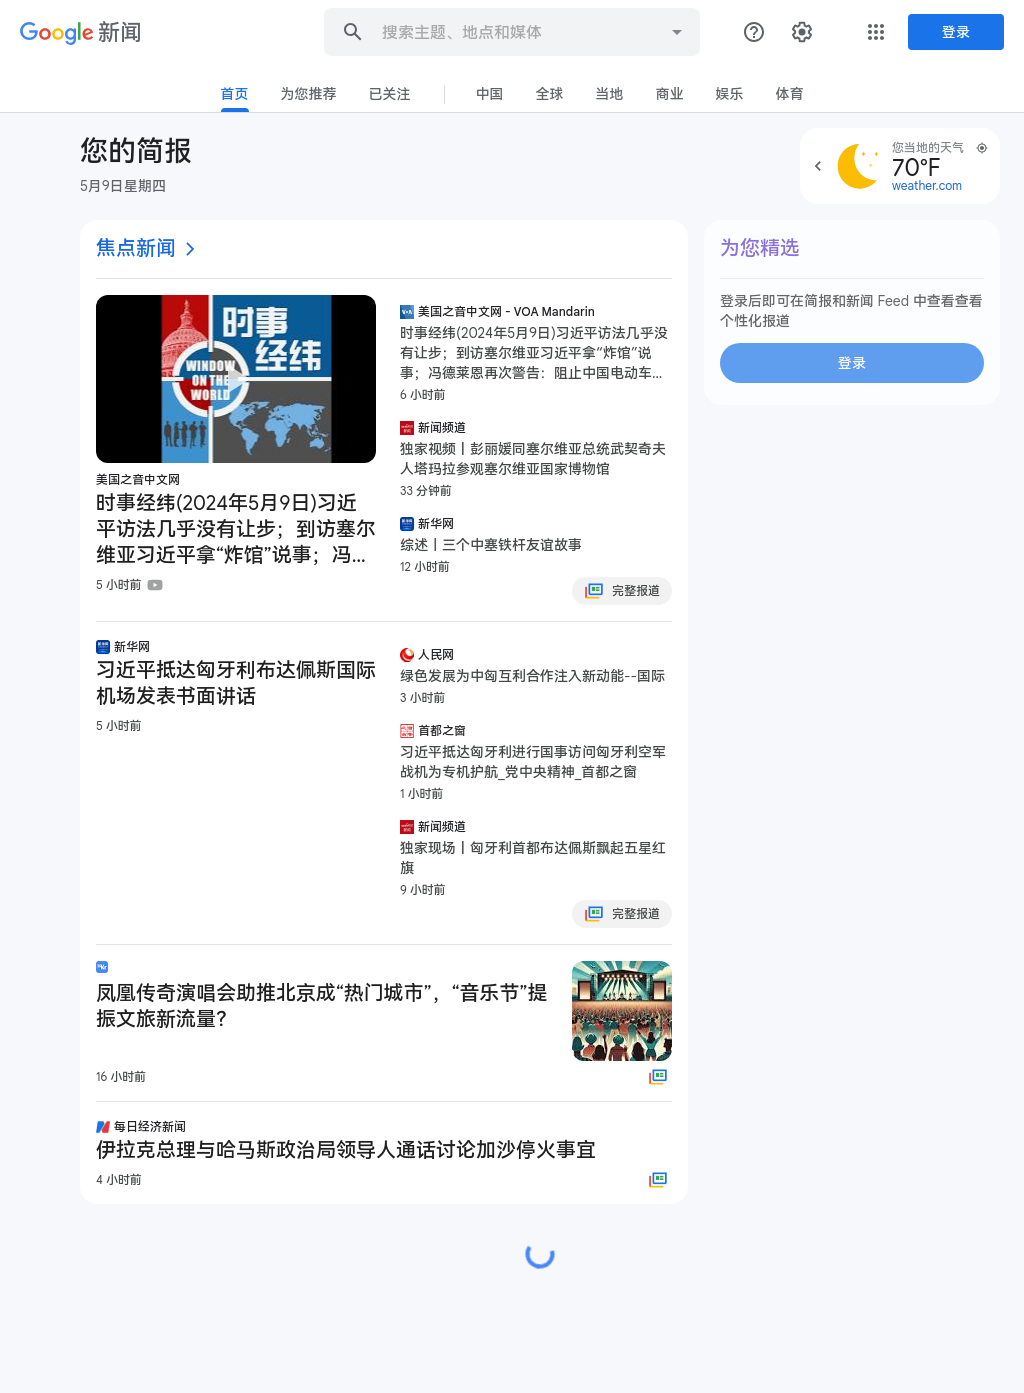 Google 新闻
搜索主题、地点和媒体
登录
首页
为您推荐
已关注
中国
全球
当地
商业
娱乐
体育
您的简报
5月9日星期四
您当地的天气
70°F
weather.com
焦点新闻
时事
经纬
WINDOW
ON THE
WORLD
美国之音中文网
时事经纬(2024年5月9日)习近
平访法几乎没有让步；到访塞尔
维亚习近平拿“炸馆”说事；冯...
5 小时前
VOA
美国之音中文网 - VOA Mandarin
时事经纬(2024年5月9日)习近平访法几乎没
有让步；到访塞尔维亚习近平拿“炸馆”说
事；冯德莱恩再次警告：阻止中国电动车...
6 小时前
新闻频道
独家视频丨彭丽媛同塞尔维亚总统武契奇夫
人塔玛拉参观塞尔维亚国家博物馆
33 分钟前
新华网
综述丨三个中塞铁杆友谊故事
12 小时前
完整报道
新华网
习近平抵达匈牙利布达佩斯国际
机场发表书面讲话
5 小时前
人民网
绿色发展为中匈互利合作注入新动能--国际
3 小时前
首都之窗
习近平抵达匈牙利进行国事访问匈牙利空军
战机为专机护航_党中央精神_首都之窗
1 小时前
新闻频道
独家现场丨匈牙利首都布达佩斯飘起五星红
旗
9 小时前
完整报道
凤凰传奇演唱会助推北京成“热门城市”，“音乐节”提
振文旅新流量？
16 小时前
每日经济新闻
伊拉克总理与哈马斯政治局领导人通话讨论加沙停火事宜
4 小时前
为您精选
登录后即可在简报和新闻 Feed 中查看查看
个性化报道
登录